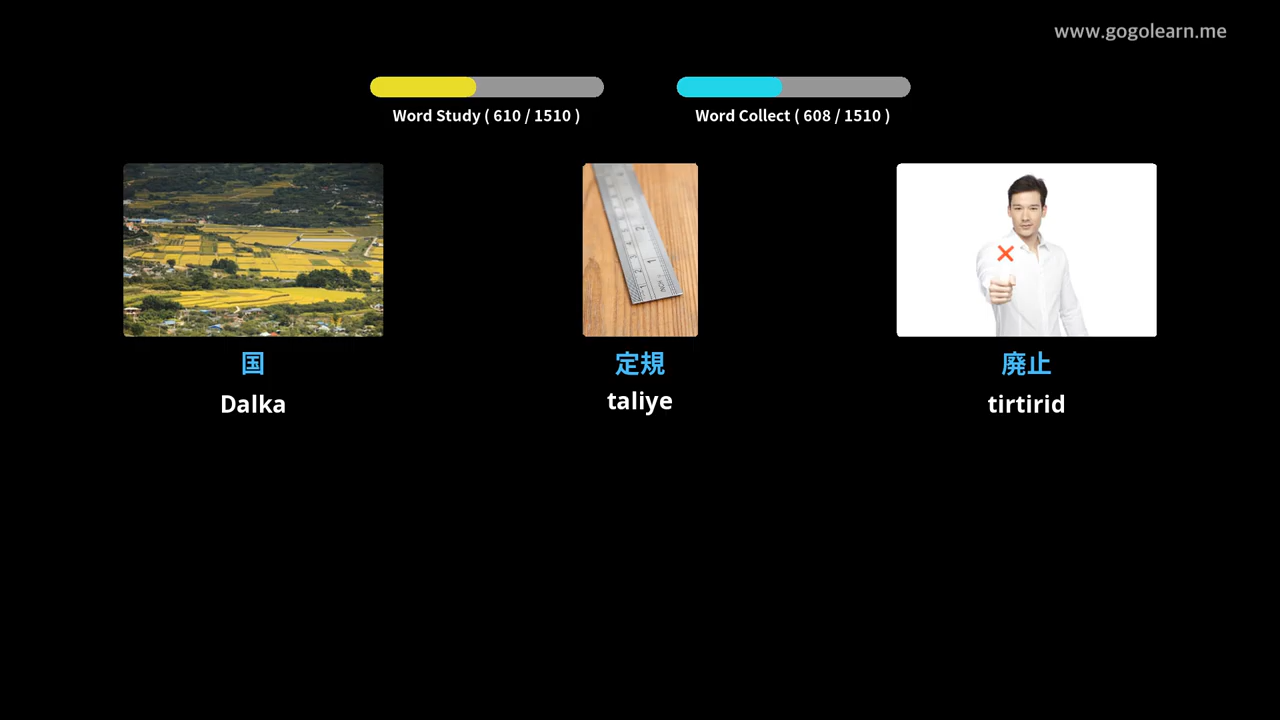 www.gogolearn.me
Word Study ( 610 / 1510 )
Word Collect ( 608 / 1510 )
国
定規
廃止
Dalka
taliye
tirtirid